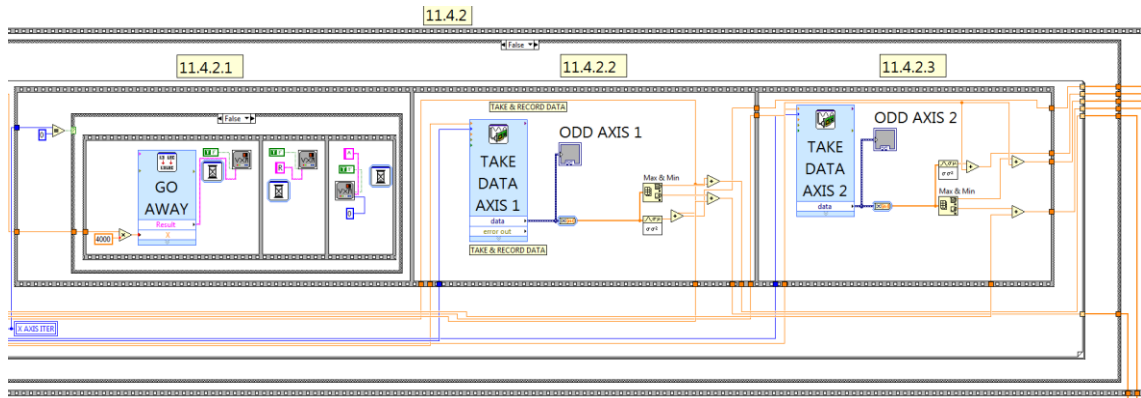 11.4.2
False
11.4.2.1
11.4.2.2
11.4.2.3
TAKE & RECORD DATA
False
0
ODD AXIS 1
ODD AXIS 2
GO
AWAY
Result
X
4000
R
0
TAKE
DATA
AXIS 1
data
error out
Max & Min
TAKE & RECORD DATA
TAKE
DATA
AXIS 2
data
Max & Min
X AXIS ITER